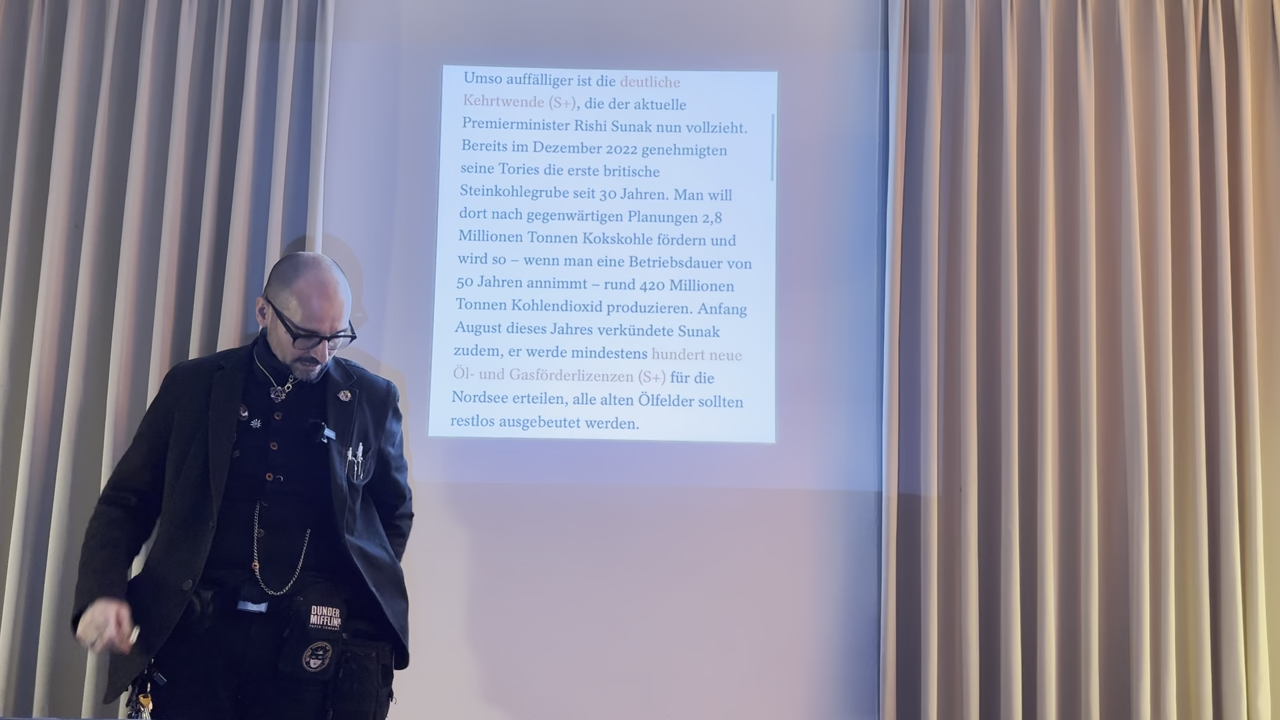 Umso auffälliger ist die deutliche
Kehrtwende (S+), die der aktuelle
Premierminister Rishi Sunak nun vollzieht.
Bereits im Dezember 2022 genehmigten
seine Tories die erste britische
Steinkohlegrube seit 30 Jahren. Man will
dort nach gegenwärtigen Planungen 2,8
Millionen Tonnen Kokskohle fördern und
wird so – wenn man eine Betriebsdauer von
50 Jahren annimmt – rund 420 Millionen
Tonnen Kohlendioxid produzieren. Anfang
August dieses Jahres verkündete Sunak
zudem, er werde mindestens hundert neue
Öl- und Gasförderlizenzen (S+) für die
Nordsee erteilen, alle alten Ölfelder sollten
restlos ausgebeutet werden.
DUNDER
MIFFLIN